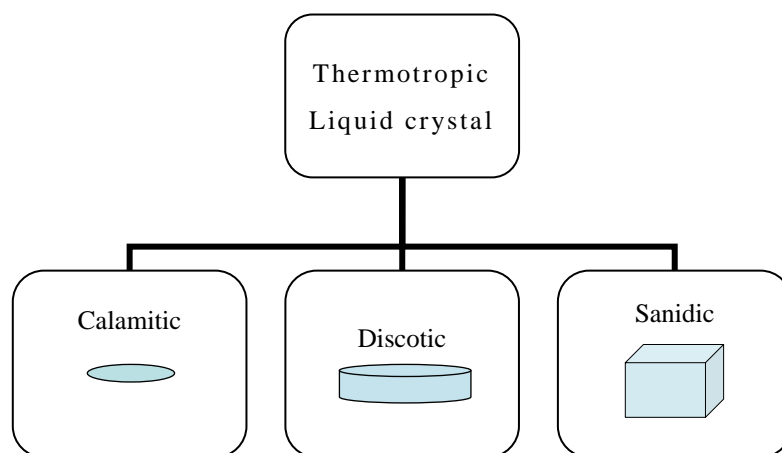 Thermotropic
Liquid crystal
Calamitic
Discotic
Sanidic